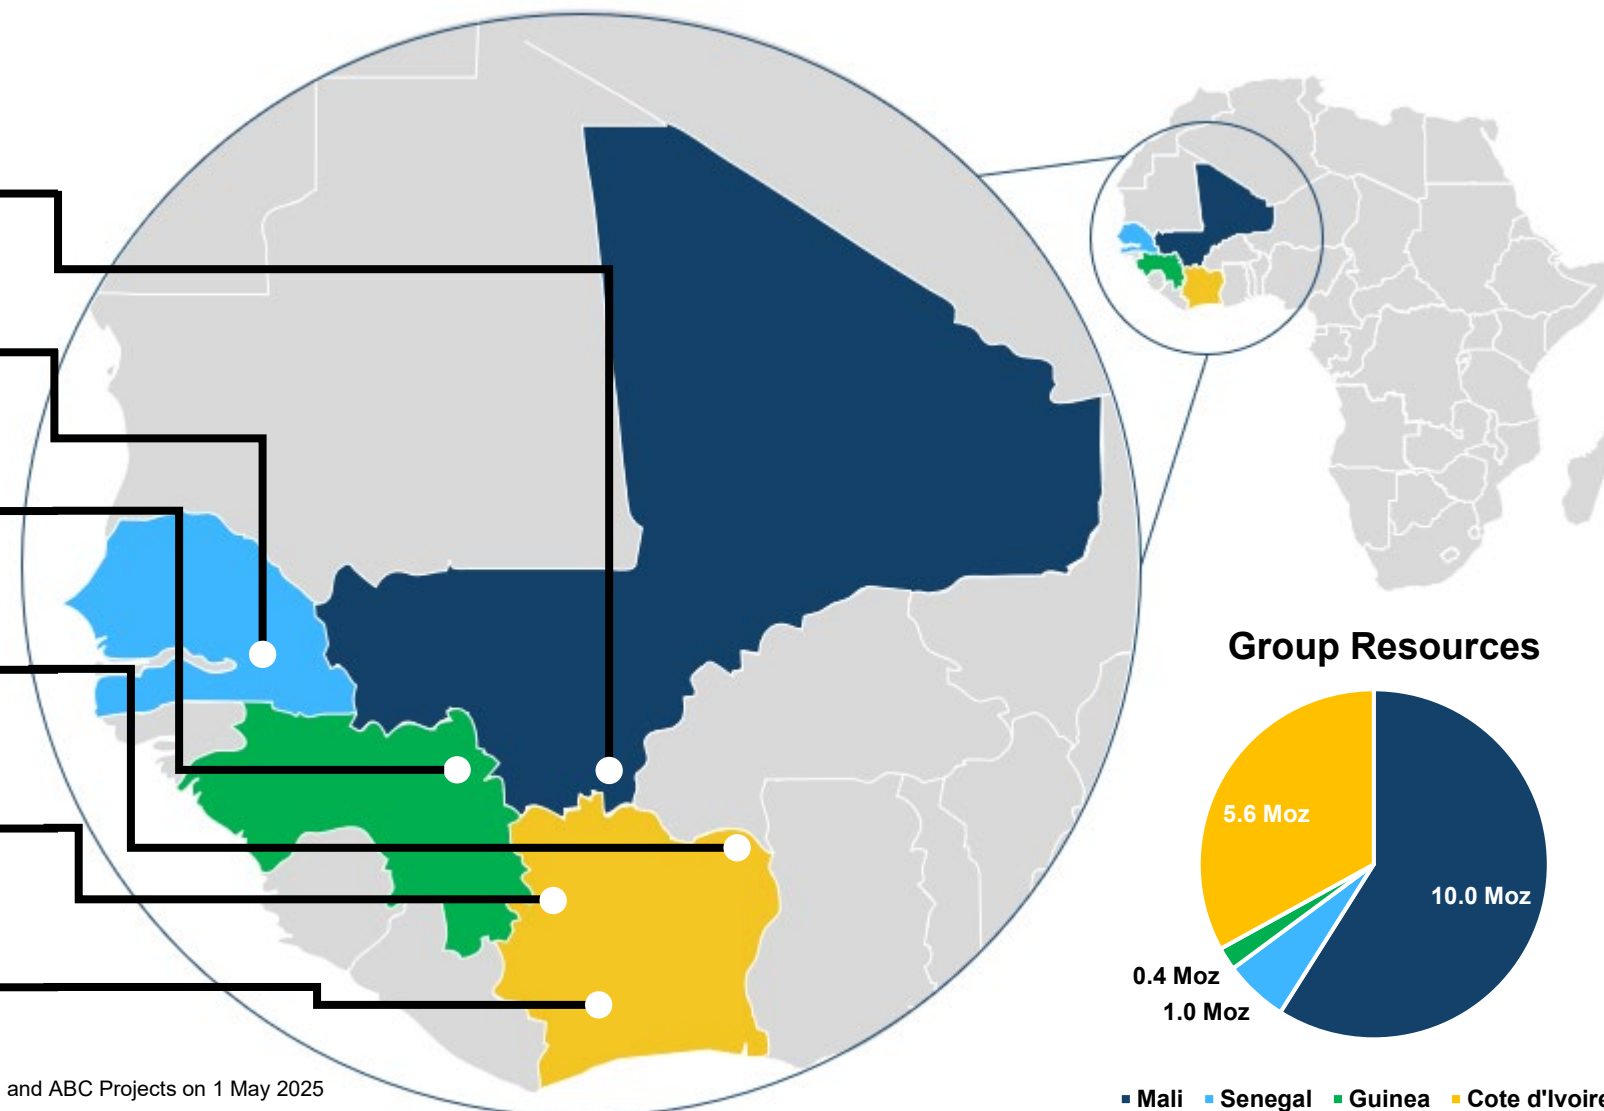 Group Resources
5.6 Moz
10.0 Moz
0.4 Moz
1.0 Moz
and ABC Projects on 1 May 2025
Mali Senegal Guinea Cote d'Ivoire